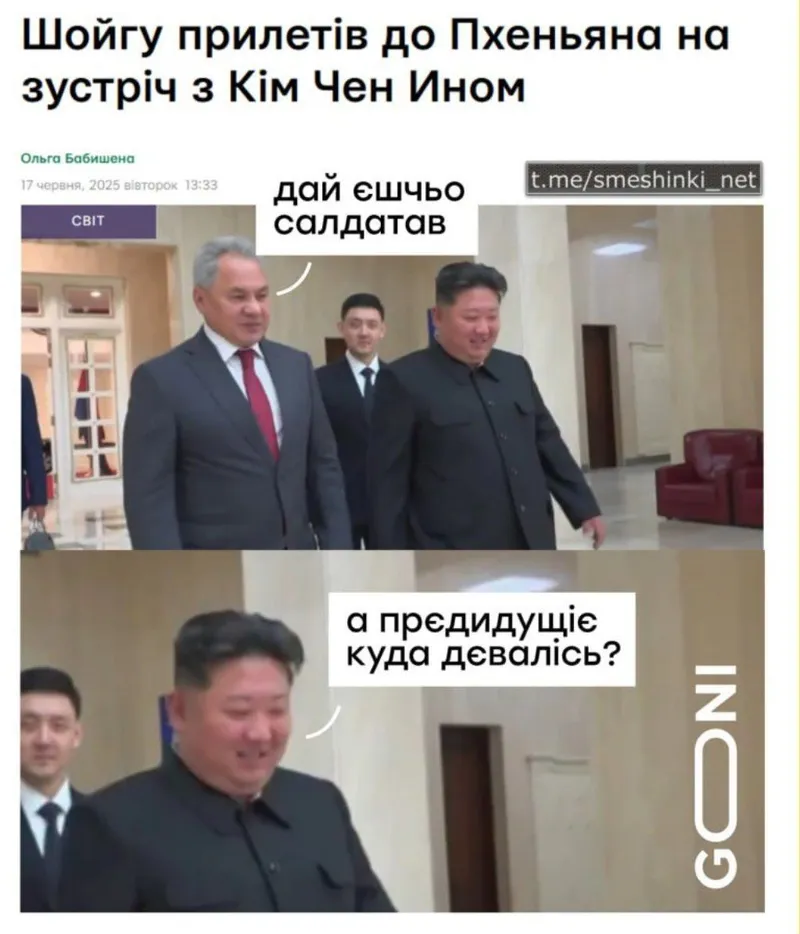 Шойгу прилетів до Пхеньяна на
зустріч з Кім Чен Ином
Ольга Бабишена
17 червня, 2025 вівторок 13:33
t.me/smeshinki_net
СВІТ
дай єшчьо
салдатав
а прєдидущіє
куда дєвалісь?
GONI